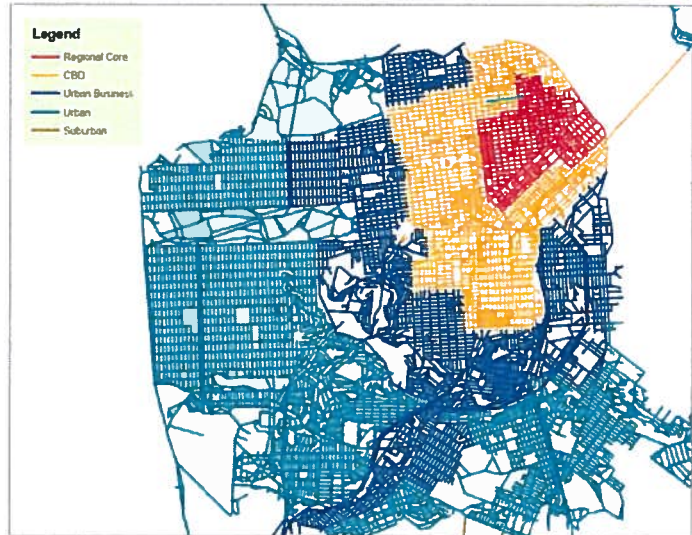 Legend
Regional Core
CBD
Urban Business
Urban
Suburban